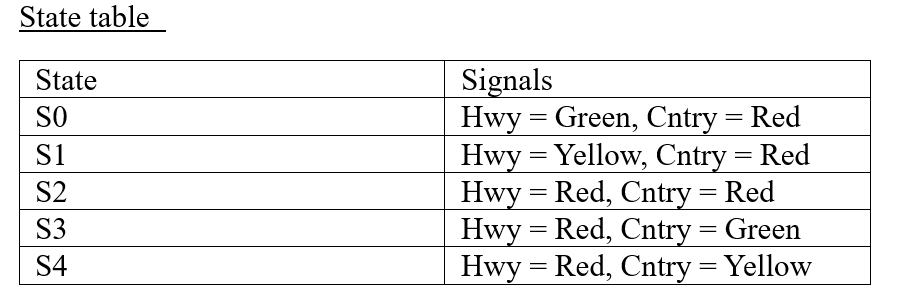 State table
State Signals
S0 Hwy = Green, Cntry = Red
S1 Hwy = Yellow, Cntry = Red
S2 Hwy = Red, Cntry = Red
S3 Hwy = Red, Cntry = Green
S4 Hwy = Red, Cntry = Yellow